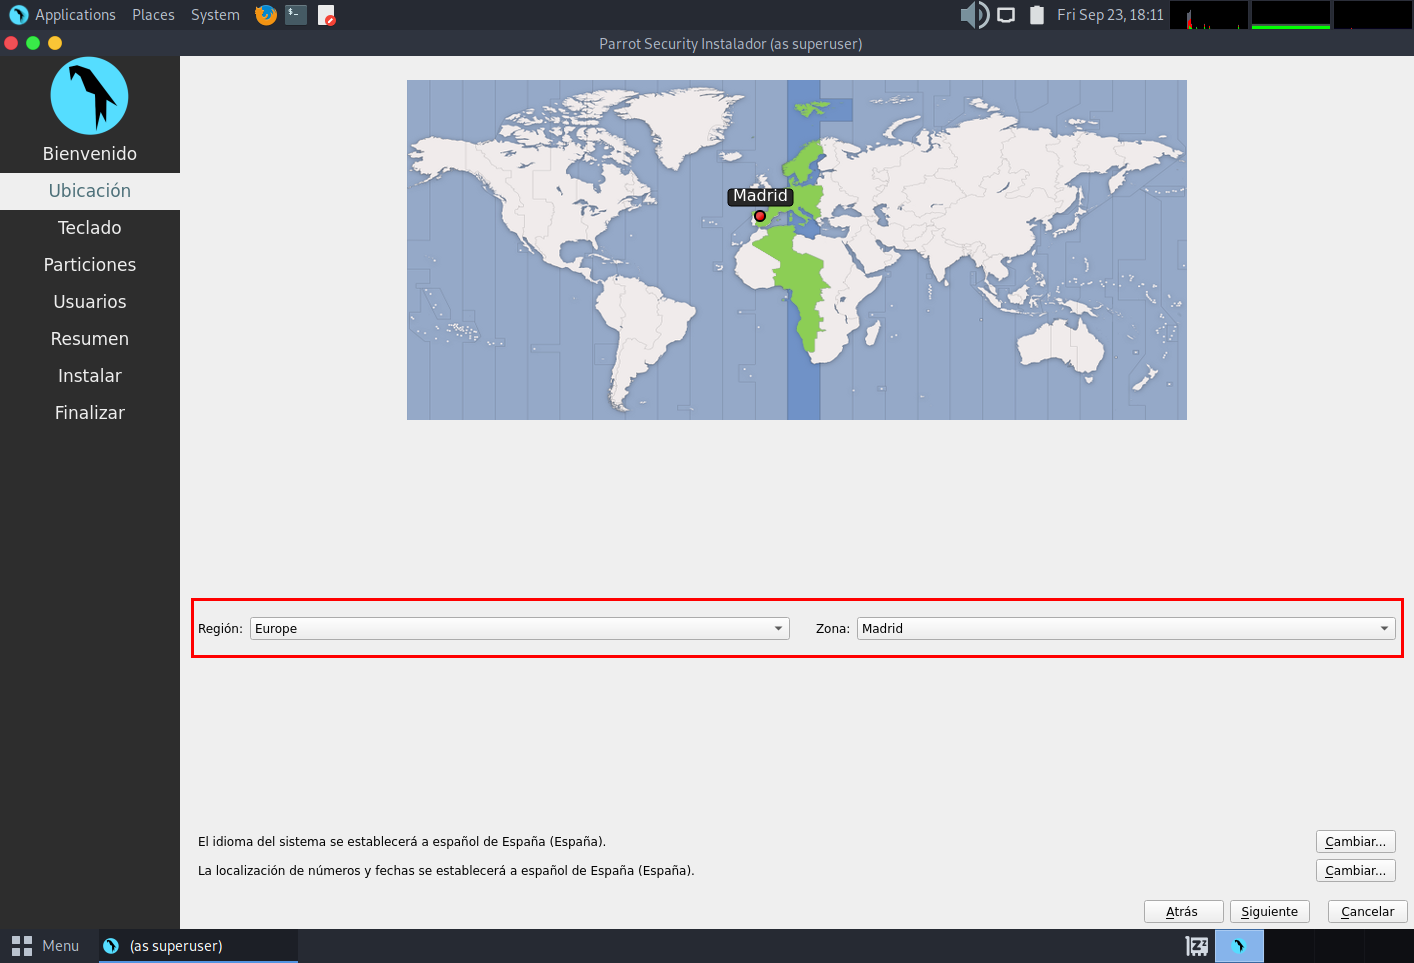 Applications Places System
Fri Sep 23, 18:11
Parrot Security Instalador (as superuser)
Bienvenido
Ubicación
Teclado
Particiones
Usuarios
Resumen
Instalar
Finalizar
Madrid
Región: Europe Zona: Madrid
El idioma del sistema se establecerá a español de España (España). Cambiar...
La localización de números y fechas se establecerá a español de España (España). Cambiar...
Atrás Siguiente Cancelar
Menu (as superuser)